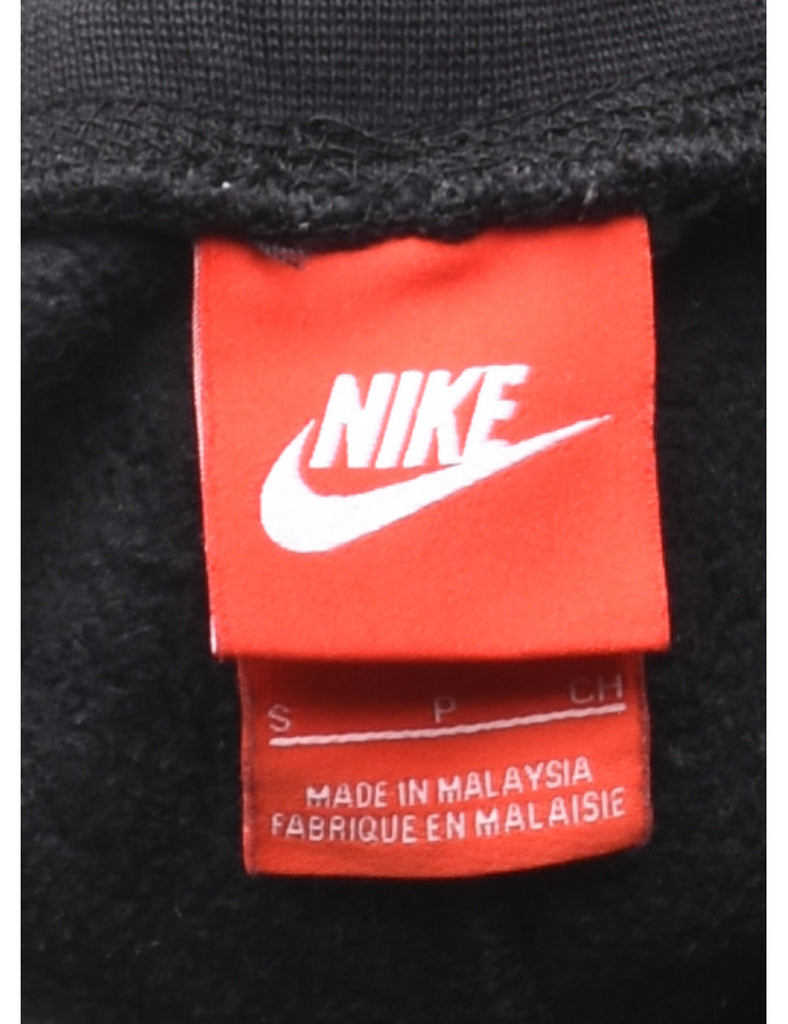 NIKE
S P CH
MADE IN MALAYSIA
FABRIQUE EN MALAISIE